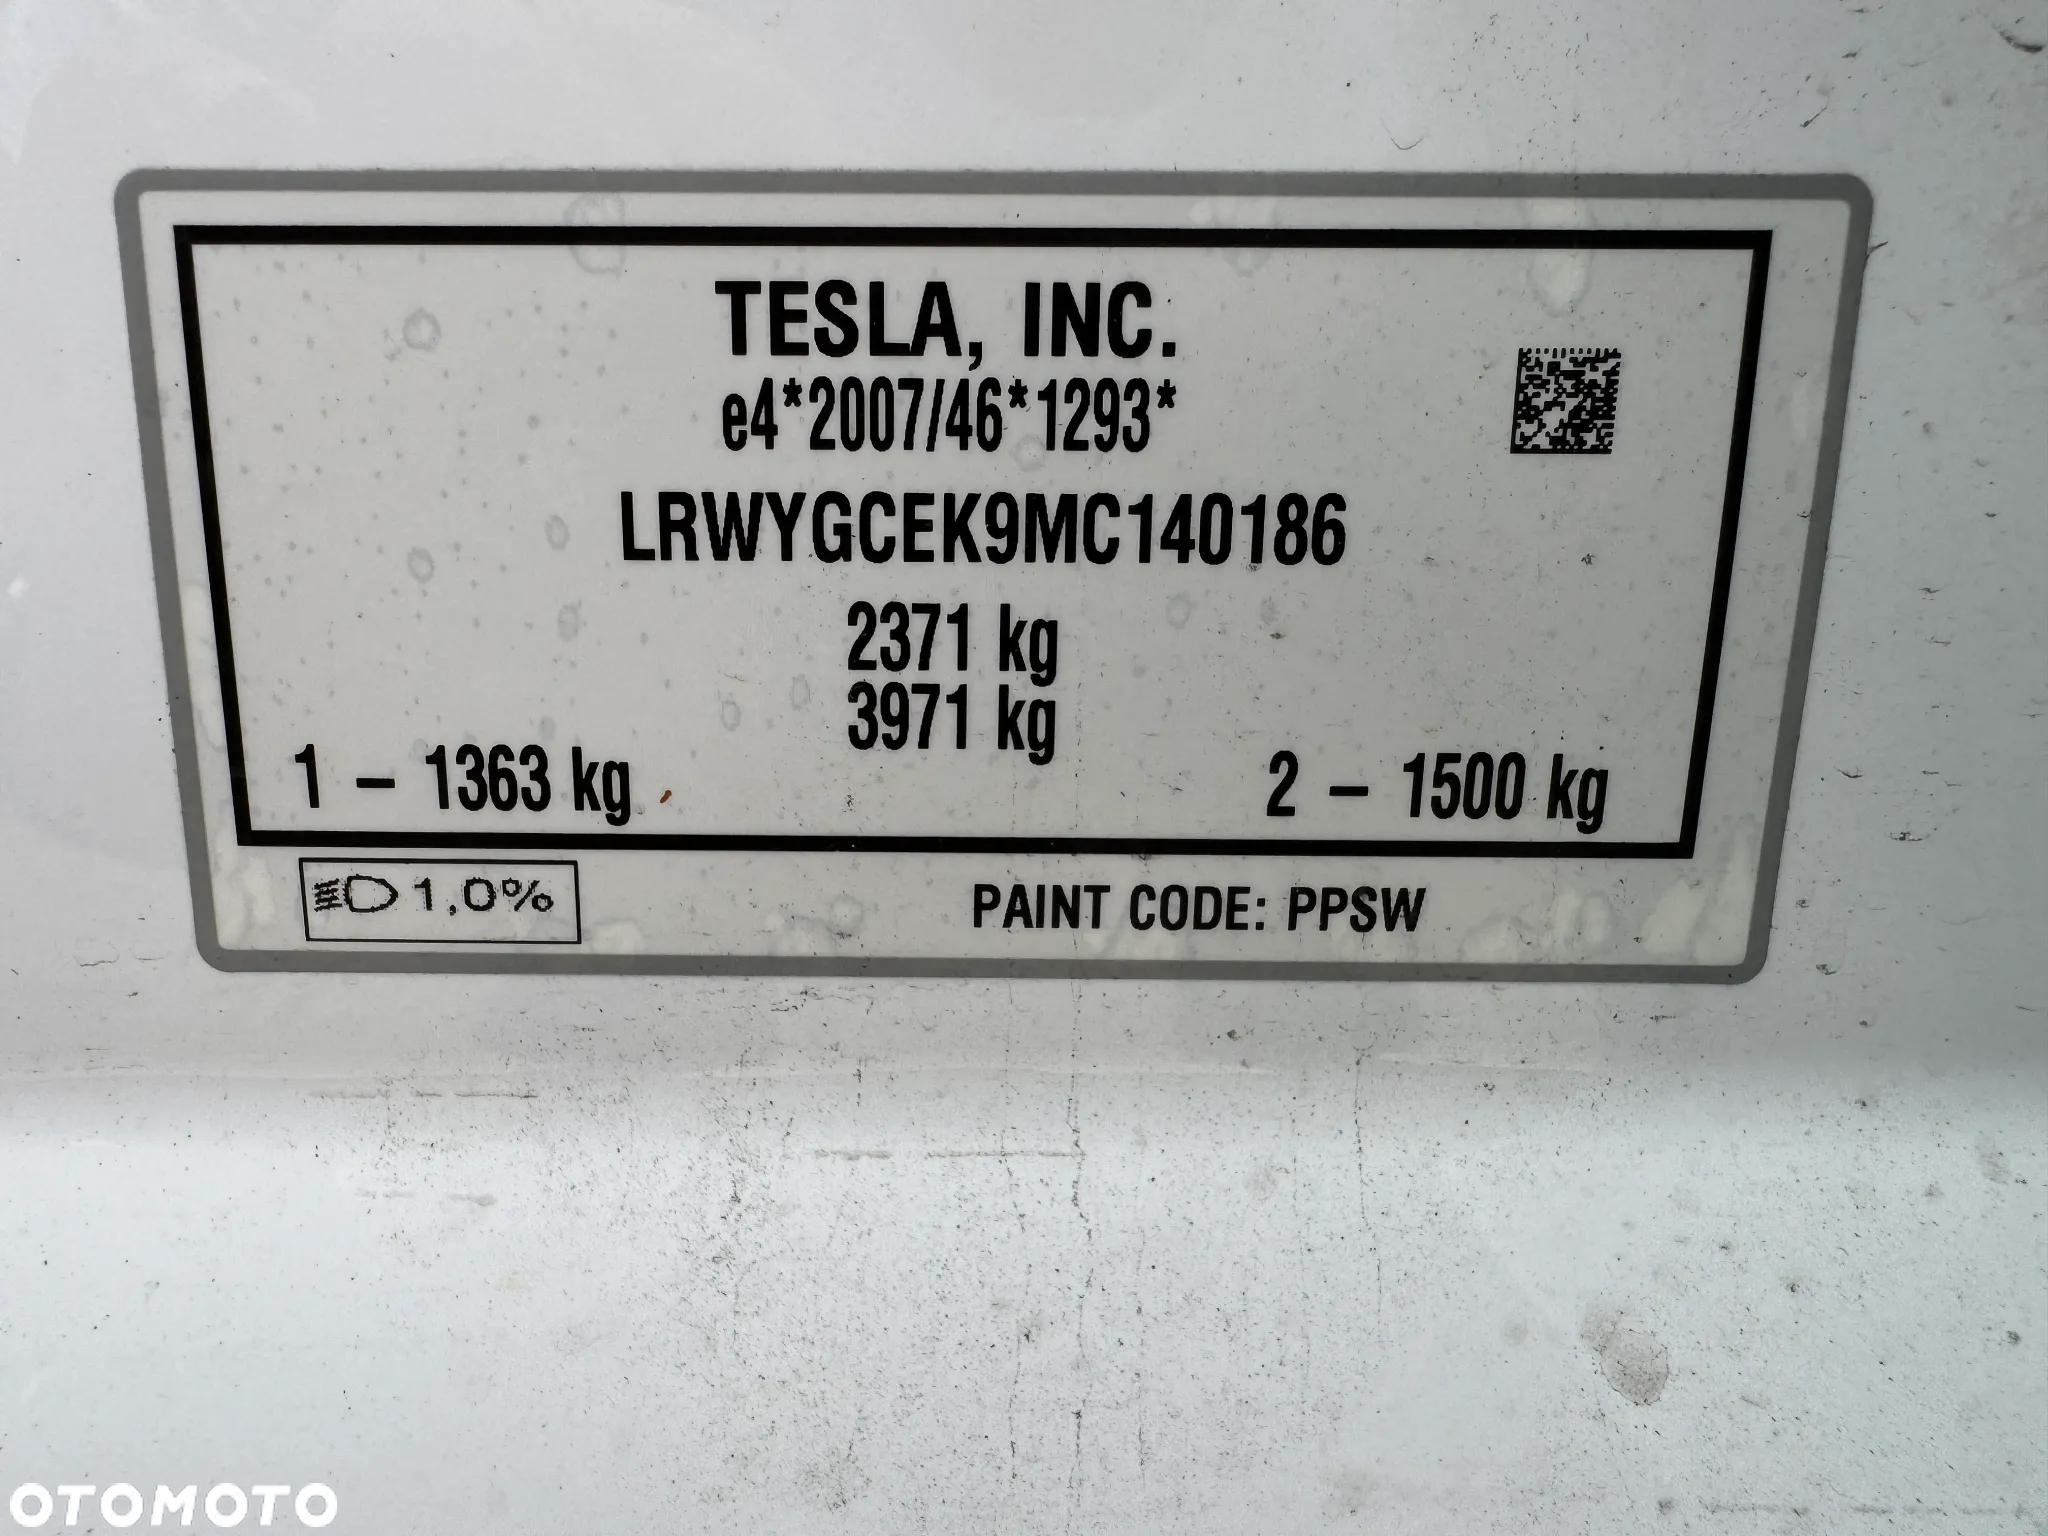 TESLA, INC.
e4*2007/46*1293*
LRWYGCEK9MC140186
2371 kg
3971 kg
1 – 1363 kg
2 – 1500 kg
1,0%
PAINT CODE: PPSW
OTOMOTO